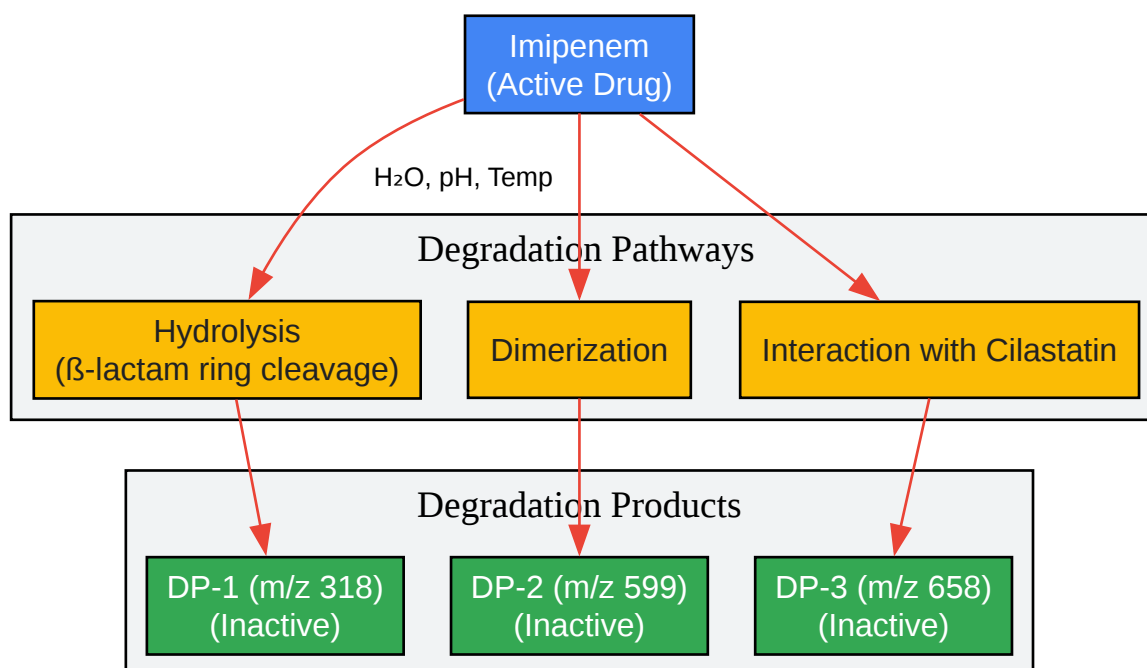 Imipenem
(Active Drug)
H₂O, pH, Temp
Degradation Pathways
Hydrolysis
(ß-lactam ring cleavage)
Dimerization
Interaction with Cilastatin
Degradation Products
DP-1 (m/z 318)
(Inactive)
DP-2 (m/z 599)
(Inactive)
DP-3 (m/z 658)
(Inactive)